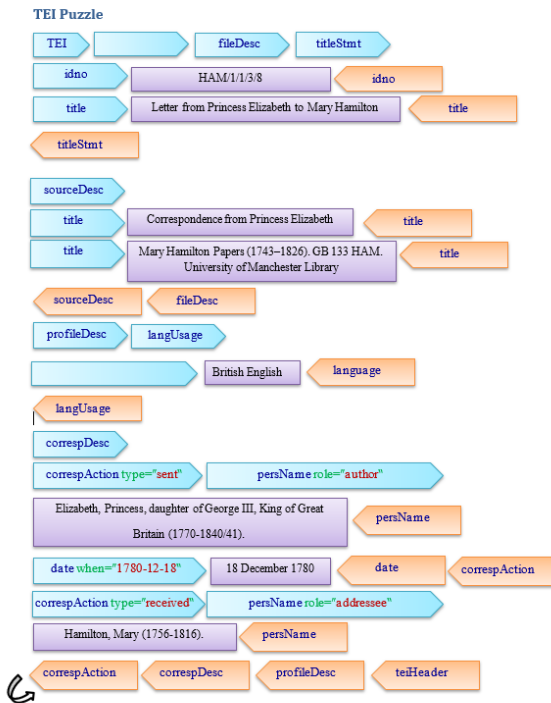 TEI Puzzle
TEI fileDesc titleStmt
idno HAM/1/1/3/8 idno
title Letter from Princess Elizabeth to Mary Hamilton title
titleStmt
sourceDesc
title Correspondence from Princess Elizabeth title
title Mary Hamilton Papers (1743–1826). GB 133 HAM. University of Manchester Library title
sourceDesc fileDesc
profileDesc langUsage
British English language
langUsage
correspDesc
correspAction type="sent" persName role="author"
Elizabeth, Princess, daughter of George III, King of Great
Britain (1770-1840/41). persName
date when="1780-12-18" 18 December 1780 date correspAction
correspAction type="received" persName role="addressee"
Hamilton, Mary (1756-1816). persName
correspAction correspDesc profileDesc teiHeader